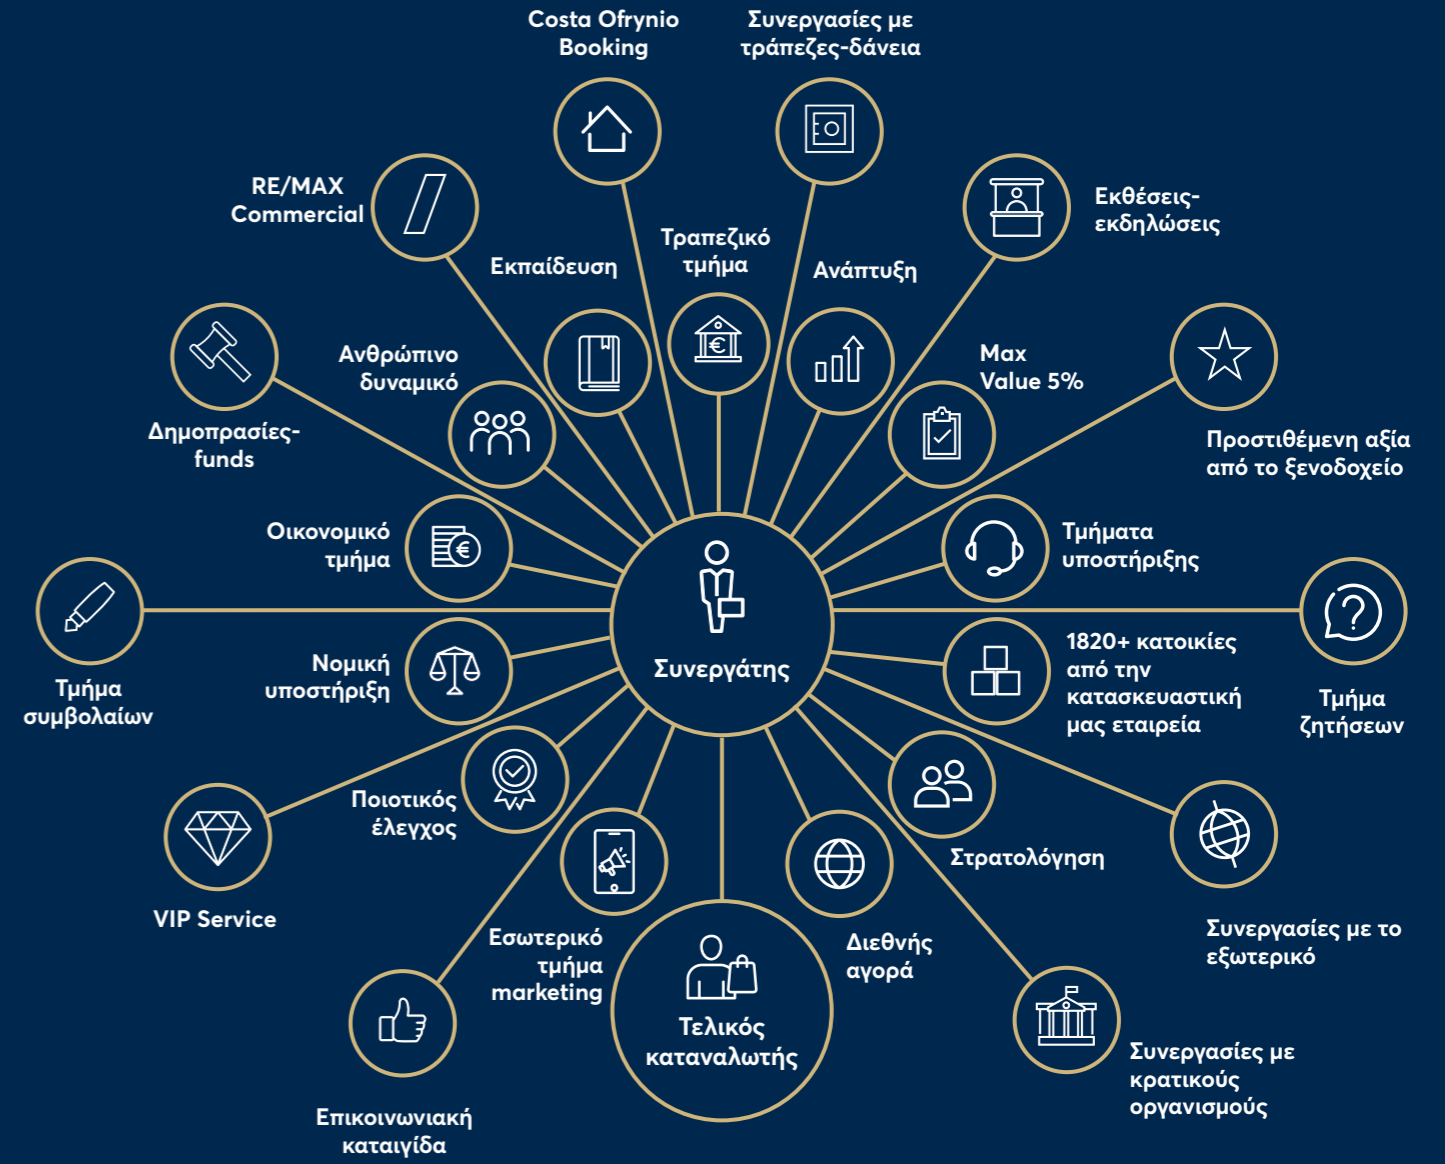 Costa Ofrynio
Booking
Συνεργασίες με
τράπεζες-δάνεια
RE/MAX
Commercial
Εκθέσεις-
εκδηλώσεις
Εκπαίδευση
Τραπεζικό
τμήμα
Ανάπτυξη
Ανθρώπινο
δυναμικό
Max
Value 5%
Δημοπρασίες-
funds
Προστιθέμενη αξία
από το ξενοδοχείο
Οικονομικό
τμήμα
Τμήματα
υποστήριξης
Συνεργάτης
Τμήμα
συμβολαίων
Νομική
υποστήριξη
1820+ κατοικίες
από την
κατασκευαστική
μας εταιρεία
Τμήμα
ζητήσεων
Ποιοτικός
έλεγχος
Στρατολόγηση
VIP Service
Εσωτερικό
τμήμα
marketing
Διεθνής
αγορά
Συνεργασίες με το
εξωτερικό
Τελικός
καταναλωτής
Συνεργασίες με
κρατικούς
οργανισμούς
Επικοινωνιακή
καταιγίδα